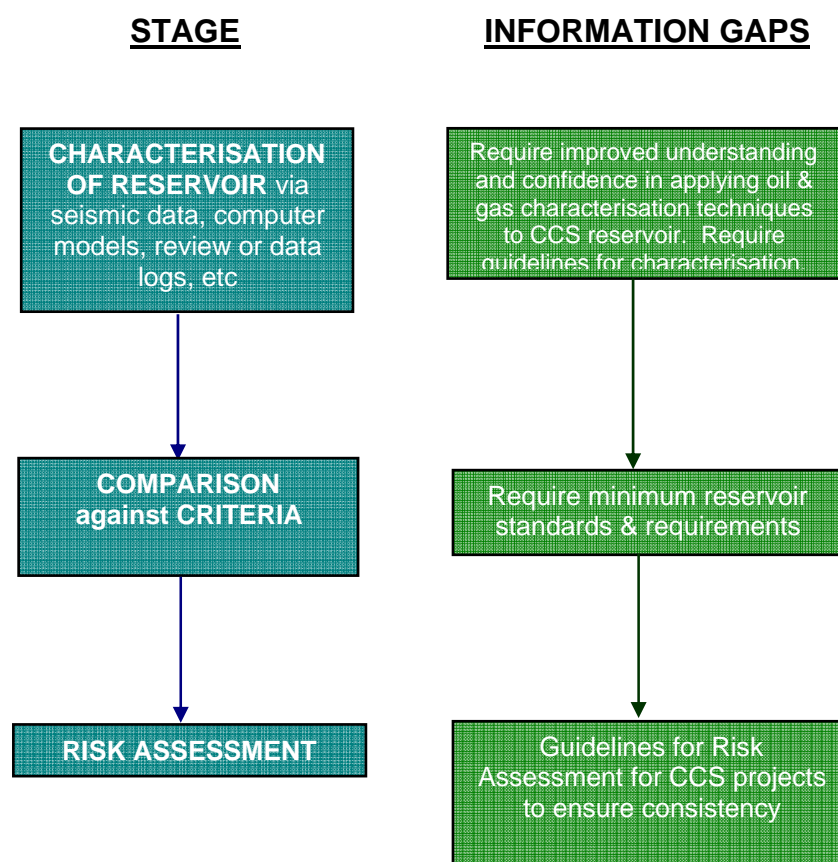 STAGE
INFORMATION GAPS
CHARACTERISATION
OF RESERVOIR via
seismic data, computer
models, review or data
logs, etc
Require improved understanding
and confidence in applying oil &
gas characterisation techniques
to CCS reservoir.  Require
guidelines for characterisation
COMPARISON
against CRITERIA
Require minimum reservoir
standards & requirements
RISK ASSESSMENT
Guidelines for Risk
Assessment for CCS projects
to ensure consistency